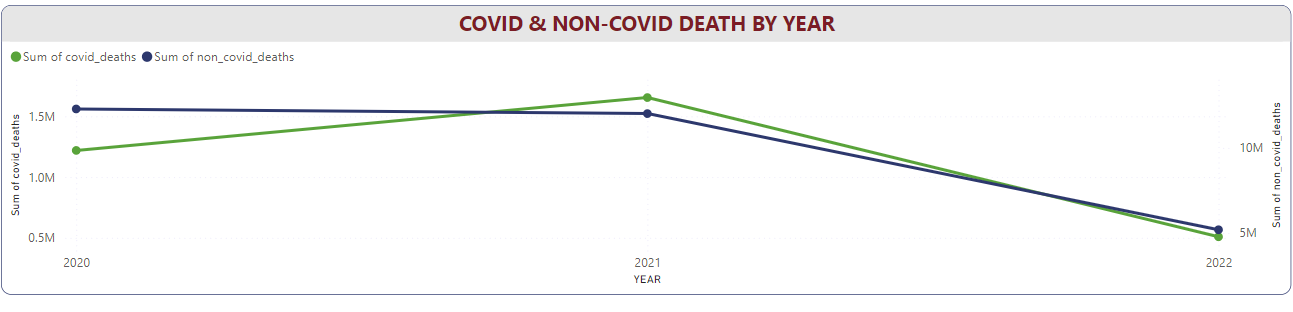 COVID & NON-COVID DEATH BY YEAR
Sum of covid_deaths Sum of non_covid_deaths
Sum of covid_deaths
1.5M
1.0M
0.5M
10M
5M
Sum of non_covid_deaths
2020 2021 2022
YEAR